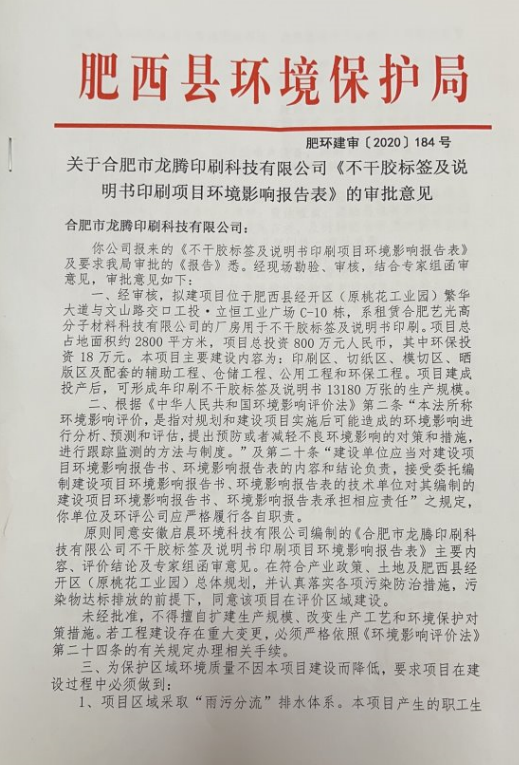 肥西县环境保护局
肥环建审〔2020〕184号
关于合肥市龙腾印刷科技有限公司《不干胶标签及说
明书印刷项目环境影响报告表》的审批意见
合肥市龙腾印刷科技有限公司：
你公司报来的《不干胶标签及说明书印刷项目环境影响报告表》
及要求我局审批的《报告》悉。经现场勘验、审核，结合专家组函审
意见，审批意见如下：
一、经审核，拟建项目位于肥西县经开区（原桃花工业园）繁华
大道与文山路交口工投·立恒工业广场C-10栋，系租赁合肥艺光高
分子材料科技有限公司的厂房用于不干胶标签及说明书印刷。项目总
占地面积约2800平方米，项目总投资800万元人民币，其中环保投
资18万元。本项目主要建设内容为：印刷区、切纸区、模切区、晒
版区及配套的辅助工程、仓储工程、公用工程和环保工程。项目建成
投产后，可形成年印刷不干胶标签及说明书13180万张的生产规模。
二、根据《中华人民共和国环境影响评价法》第二条“本法所称
环境影响评价，是指对规划和建设项目实施后可能造成的环境影响进
行分析、预测和评估，提出预防或者减轻不良环境影响的对策和措施，
进行跟踪监测的方法与制度。”及第二十条“建设单位应当对建设项
目环境影响报告书、环境影响报告表的内容和结论负责，接受委托编
制建设项目环境影响报告书、环境影响报告表的技术单位对其编制的
建设项目环境影响报告书、环境影响报告表承担相应责任”之规定，
你单位及环评公司应严格履行各自职责。
原则同意安徽启晨环境科技有限公司编制的《合肥市龙腾印刷科
技有限公司不干胶标签及说明书印刷项目环境影响报告表》主要内
容、评价结论及专家组函审意见。在符合产业政策、土地及肥西县经
开区（原桃花工业园）总体规划，并认真落实各项污染防治措施，污
染物达标排放的前提下，同意该项目在评价区域建设。
未经批准，不得擅自扩建生产规模、改变生产工艺和环境保护对
策措施。若工程建设存在重大变更，必须严格依照《环境影响评价法》
第二十四条的有关规定办理相关手续。
三、为保护区域环境质量不因本项目建设而降低，要求项目在建
设过程中必须做到：
1、项目区域采取“雨污分流”排水体系。本项目产生的职工生